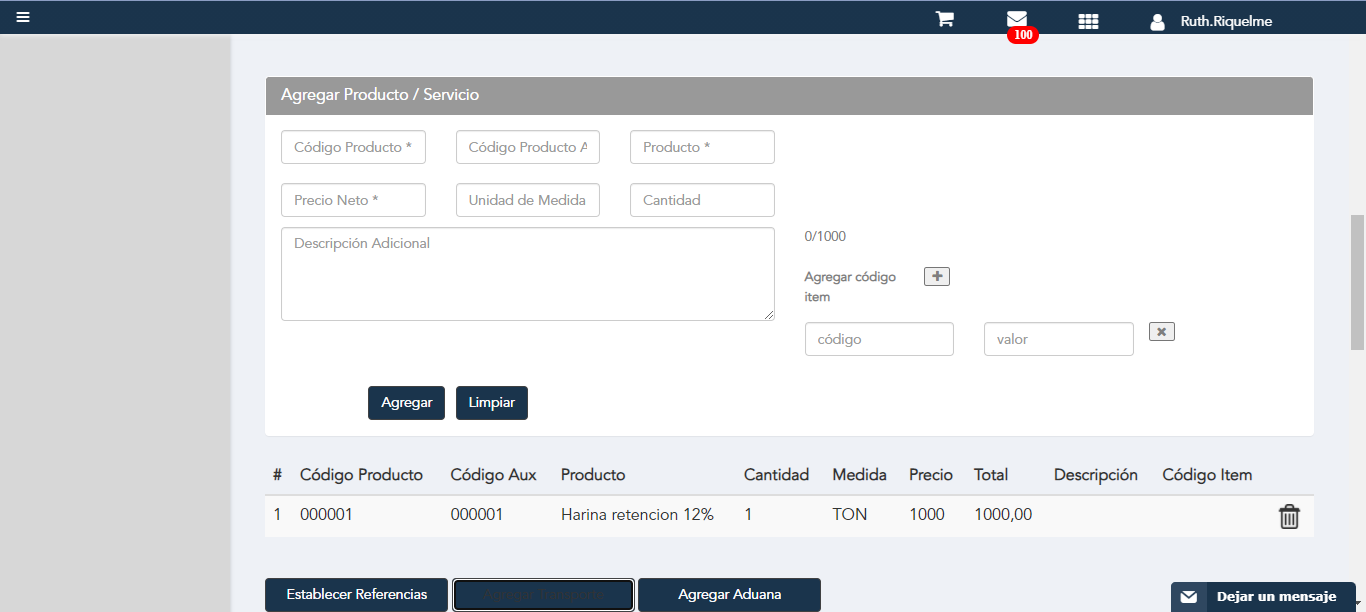 Ruth.Riquelme
100
Agregar Producto / Servicio
Código Producto * Código Producto A Producto *
Precio Neto * Unidad de Medida Cantidad
Descripción Adicional
0/1000
Agregar código
item
código valor
Agregar Limpiar
# Código Producto Código Aux Producto Cantidad Medida Precio Total Descripción Código Item
1 000001 000001 Harina retencion 12% 1 TON 1000 1000,00
Establecer Referencias Agregar Aduana
Dejar un mensaje